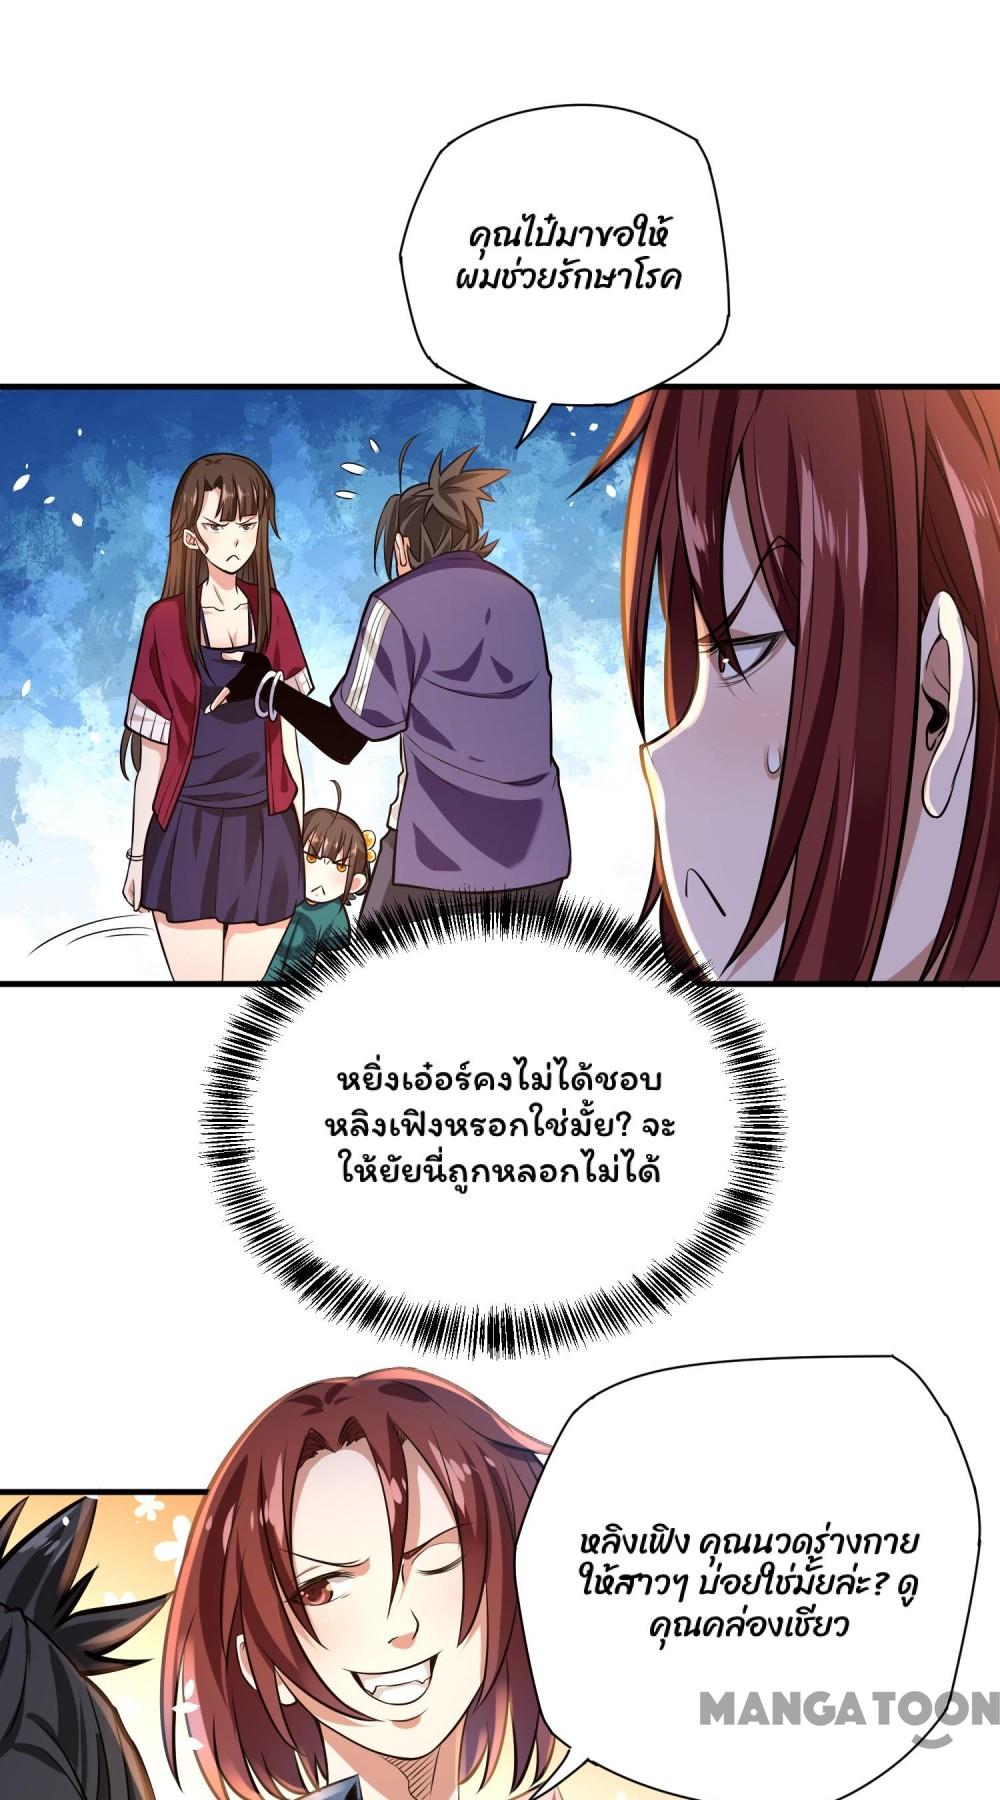 คุณไป๋มาขอให้
ผมช่วยรักษาโรค
หยิ่งเอ๋อร์คงไม่ได้ชอบ
หลิงเฟิงหรอกใช่มั้ย? จะ
ให้ยัยนี่ถูกหลอกไม่ได้
หลิงเฟิง คุณนวดร่างกาย
ให้สาวๆ บ่อยใช่มั้ยล่ะ? ดู
คุณคล่องเชียว
MANGATOON